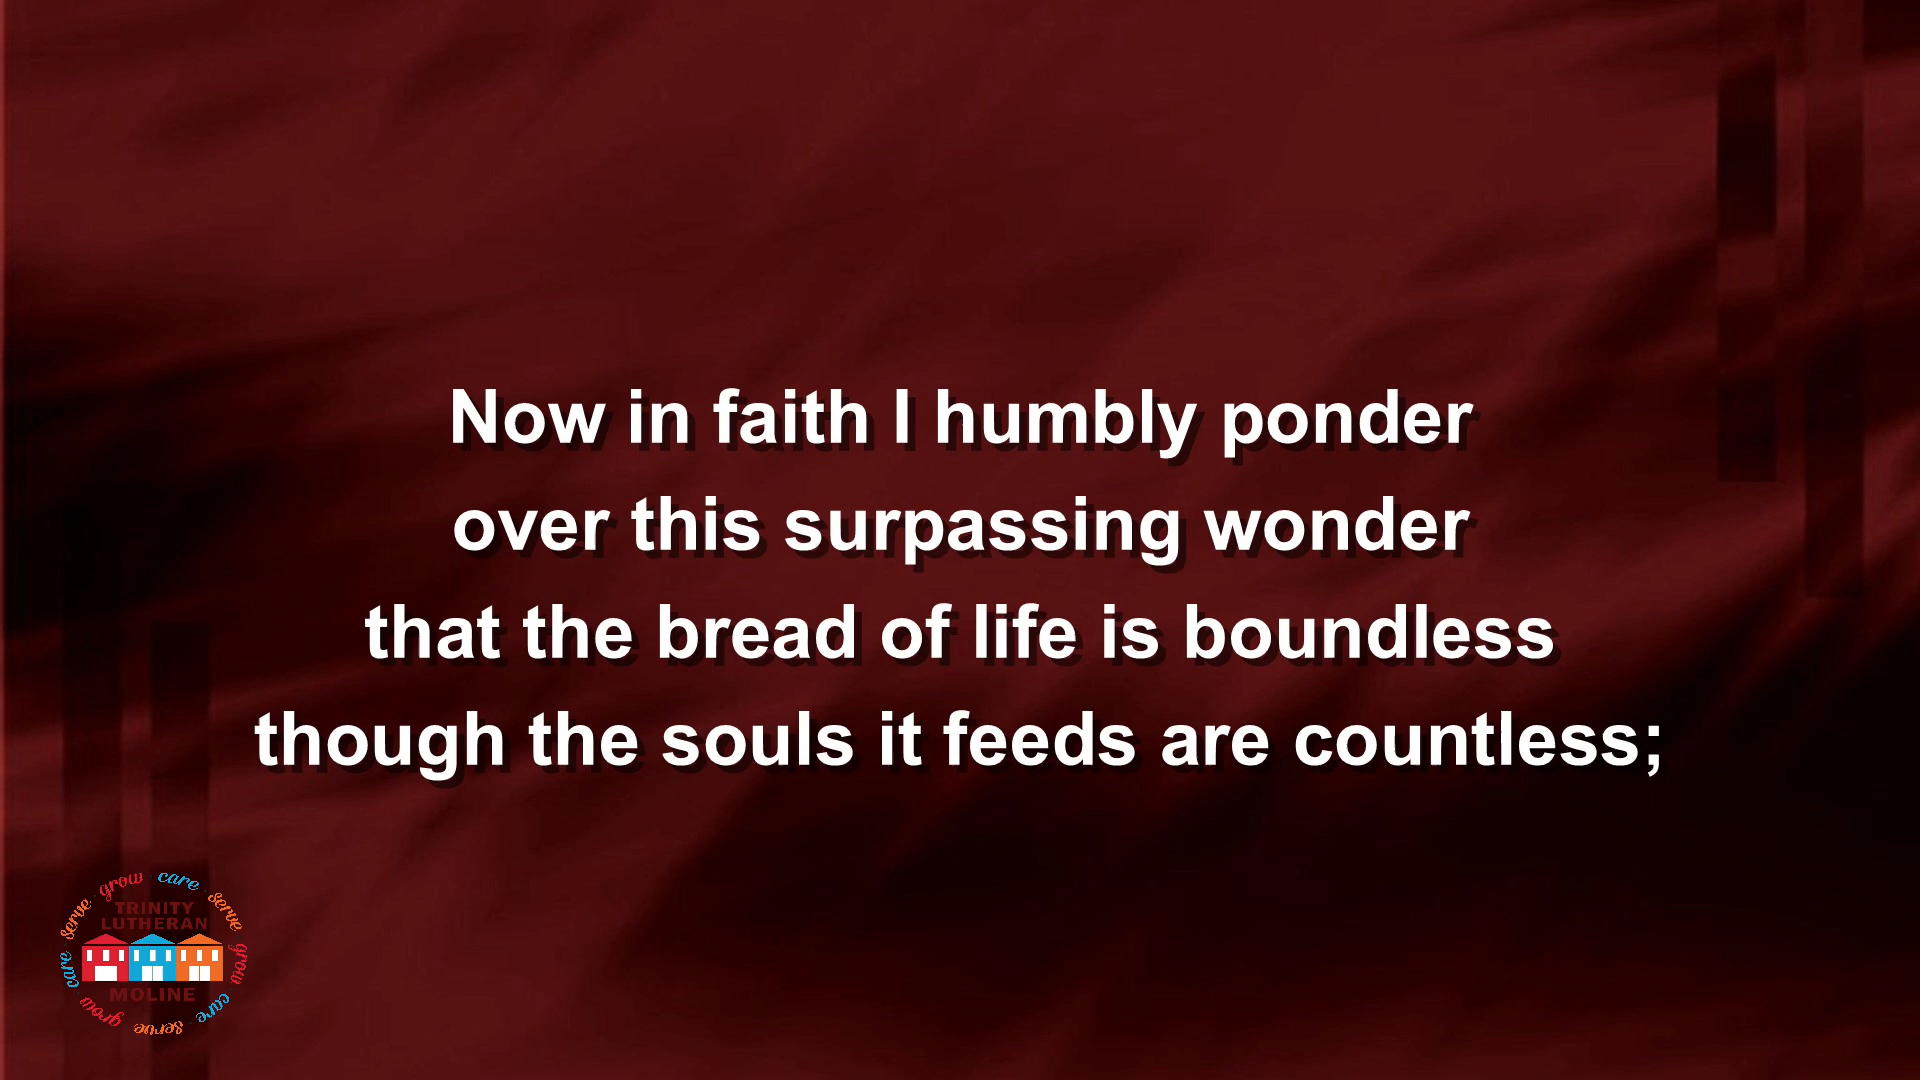 Now in faith I humbly ponder
over this surpassing wonder
that the bread of life is boundless
though the souls it feeds are countless;
grow · care · serve · grow · care · serve · grow · care · serve
TRINITY
LUTHERAN
MOLINE